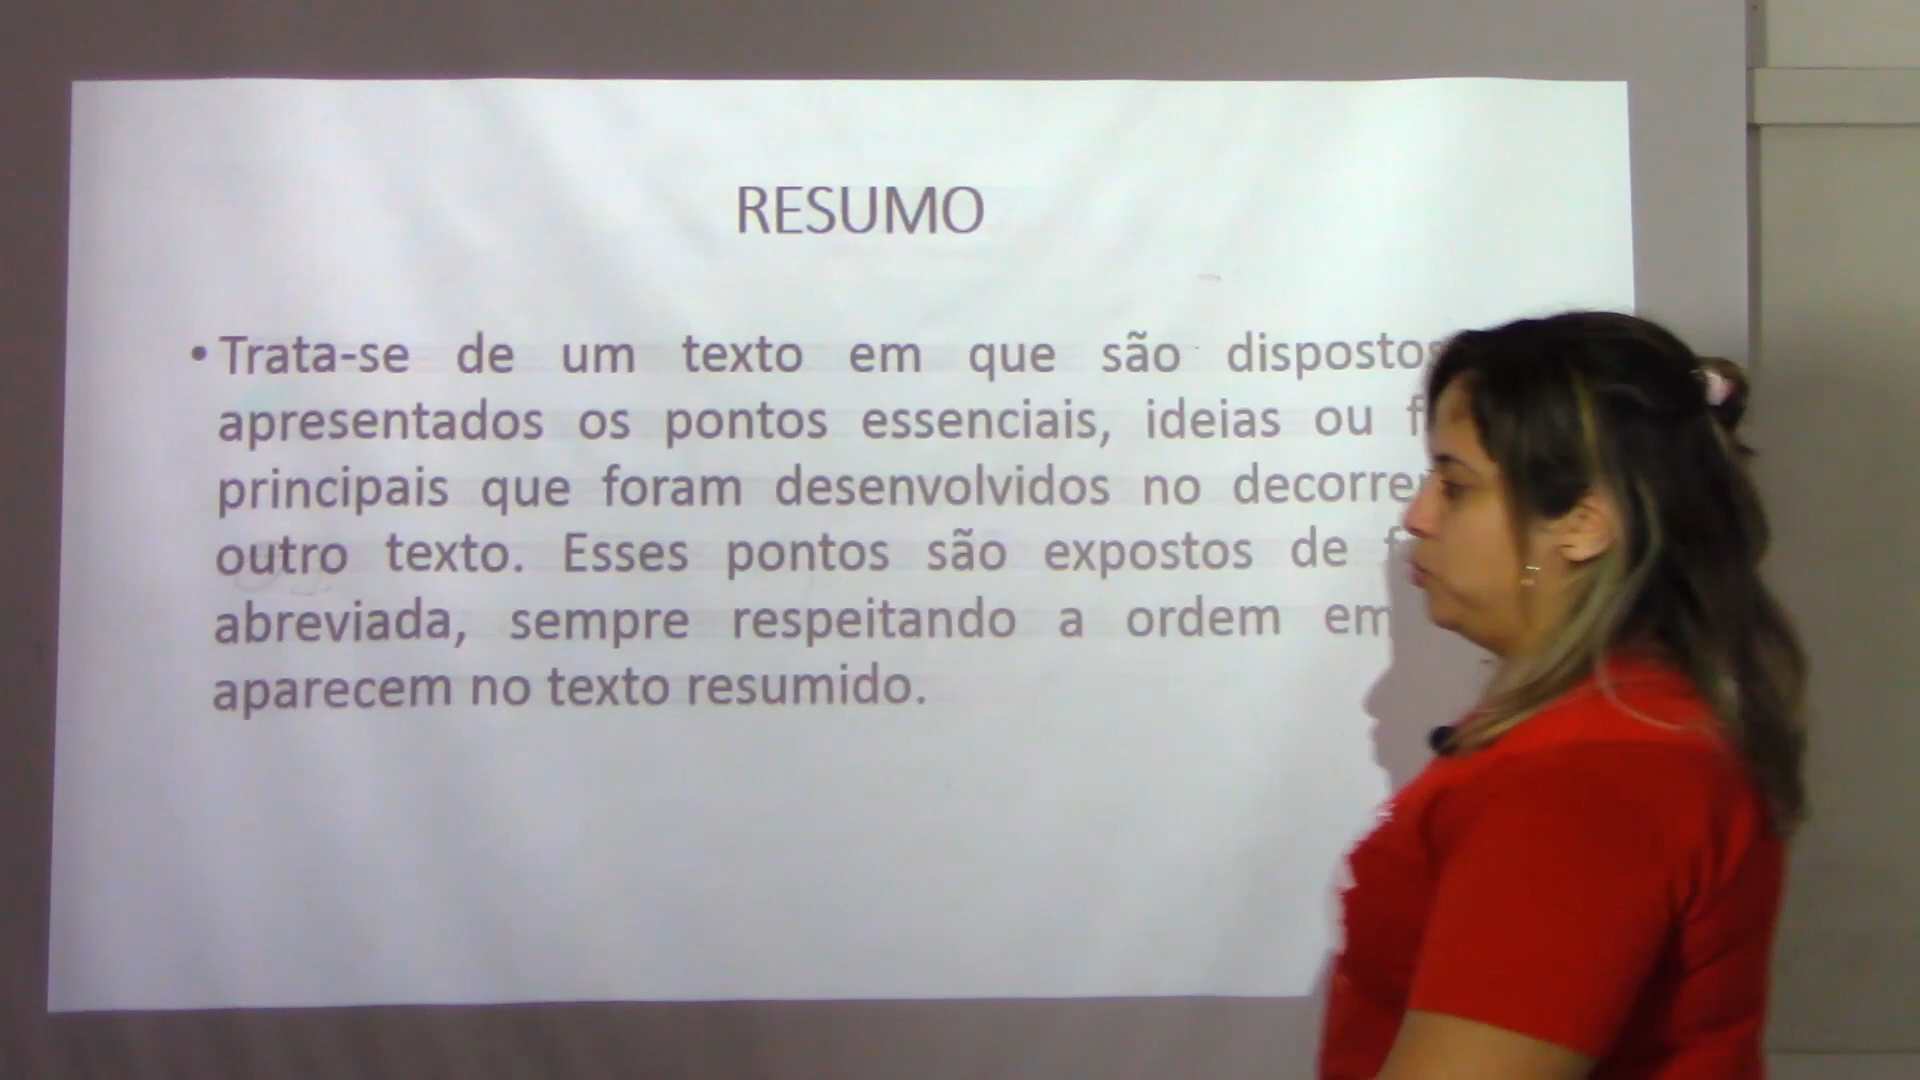 RESUMO
• Trata-se de um texto em que são dispostos
apresentados os pontos essenciais, ideias ou
principais que foram desenvolvidos no
outro texto. Esses pontos são expostos de
abreviada, sempre respeitando a ordem em
aparecem no texto resumido.